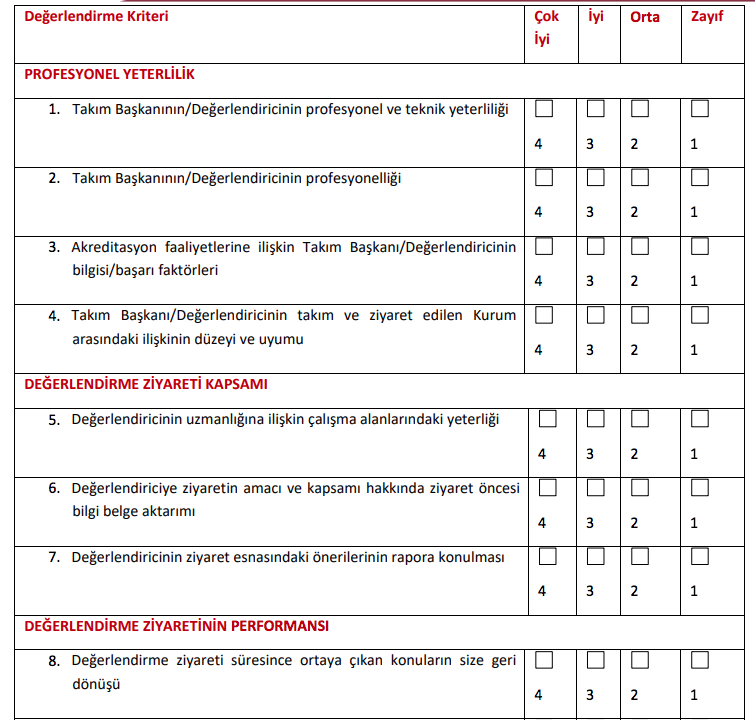 Değerlendirme Kriteri Çok İyi Orta Zayıf
İyi
PROFESYONEL YETERLİLİK
1. Takım Başkanının/Değerlendiricinin profesyonel ve teknik yeterliliği
4 3 2 1
2. Takım Başkanının/Değerlendiricinin profesyonelliği
4 3 2 1
3. Akreditasyon faaliyetlerine ilişkin Takım Başkanı/Değerlendiricinin
bilgisi/başarı faktörleri
4 3 2 1
4. Takım Başkanı/Değerlendiricinin takım ve ziyaret edilen Kurum
arasındaki ilişkinin düzeyi ve uyumu
4 3 2 1
DEĞERLENDİRME ZİYARETİ KAPSAMI
5. Değerlendiricinin uzmanlığına ilişkin çalışma alanlarındaki yeterliği
4 3 2 1
6. Değerlendiriciye ziyaretin amacı ve kapsamı hakkında ziyaret öncesi
bilgi belge aktarımı
4 3 2 1
7. Değerlendiricinin ziyaret esnasındaki önerilerinin rapora konulması
4 3 2 1
DEĞERLENDİRME ZİYARETİNİN PERFORMANSI
8. Değerlendirme ziyareti süresince ortaya çıkan konuların size geri
dönüşü
4 3 2 1